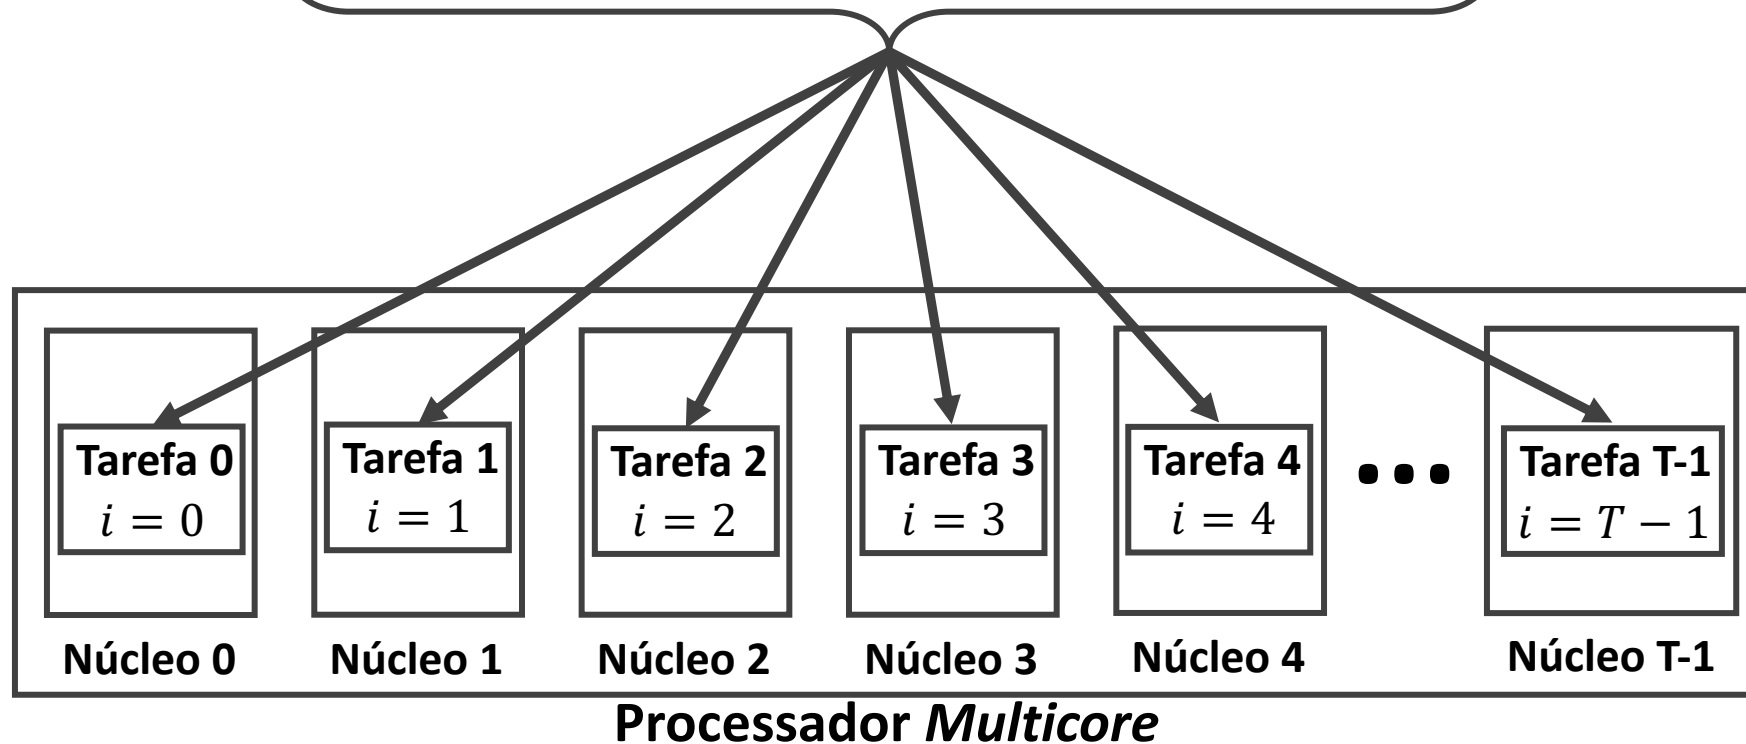 Tarefa 0
i = 0
Tarefa 1
i = 1
Tarefa 2
i = 2
Tarefa 3
i = 3
Tarefa 4
i = 4
...
Tarefa T-1
i = T − 1
Núcleo 0
Núcleo 1
Núcleo 2
Núcleo 3
Núcleo 4
Núcleo T-1
Processador Multicore